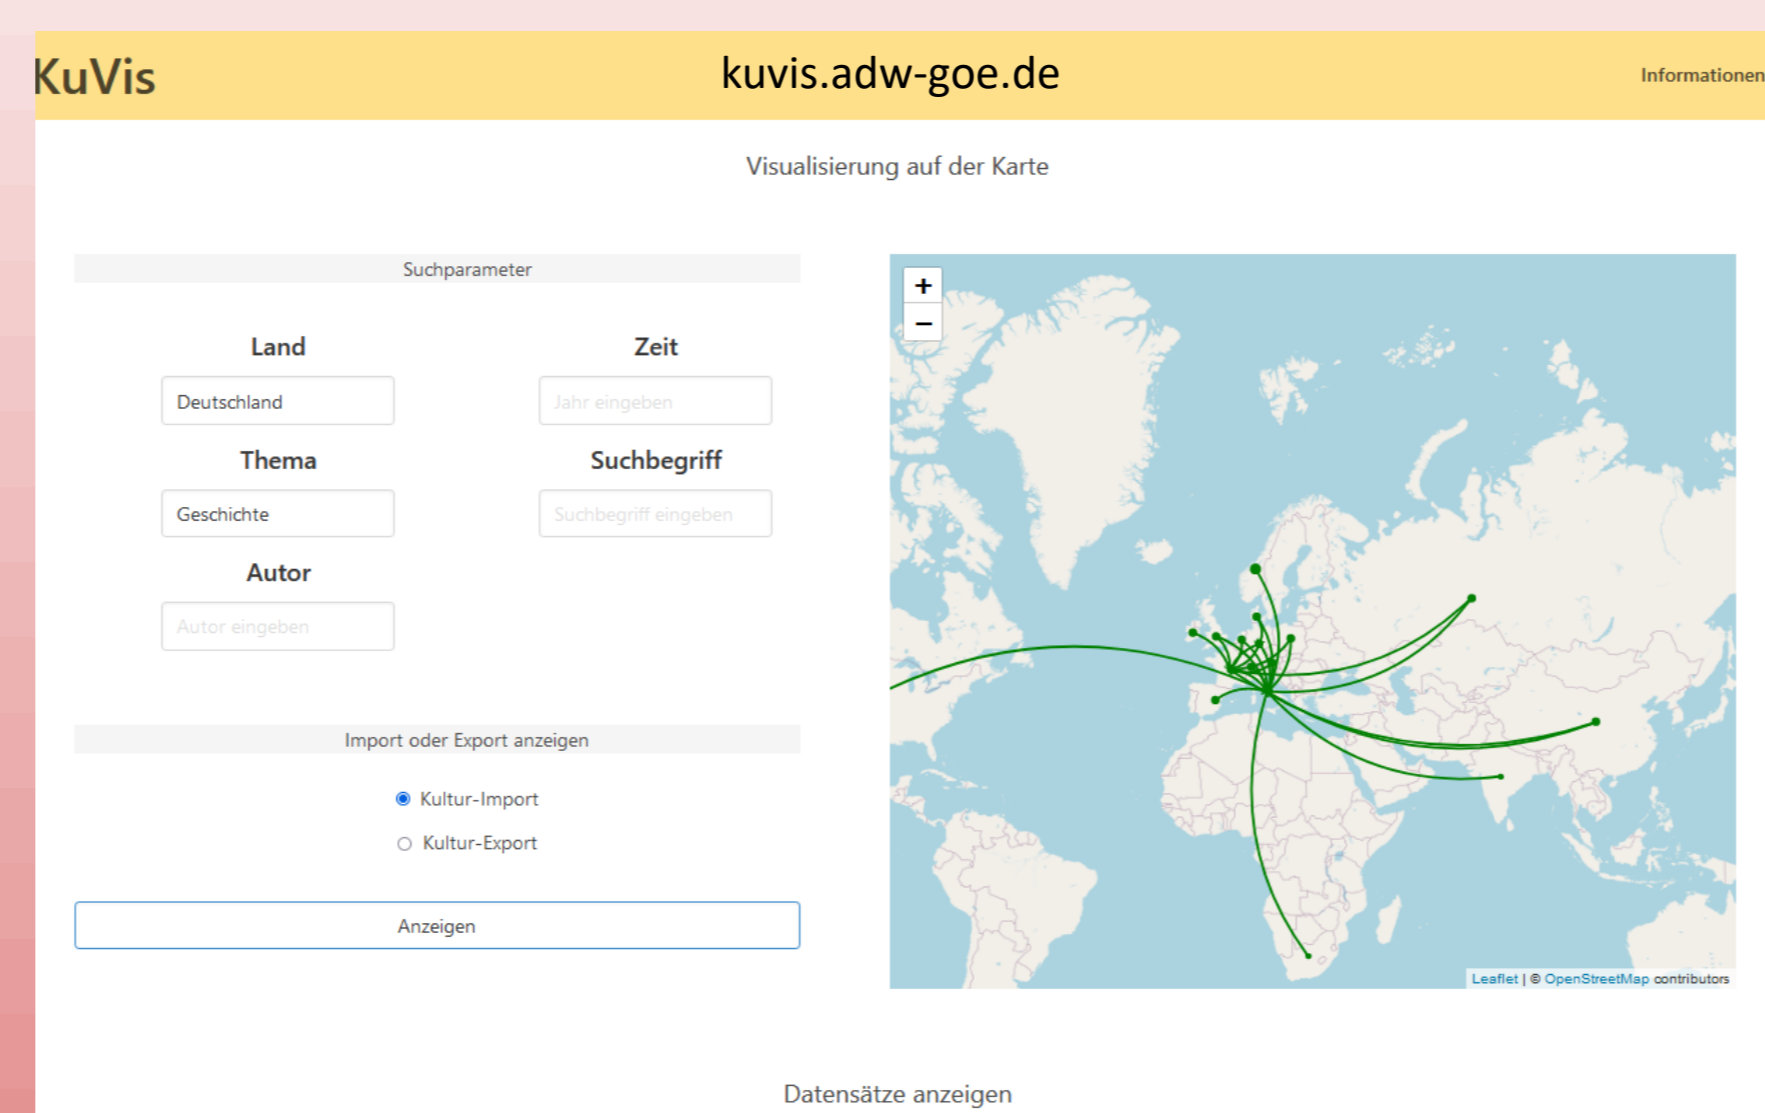 KuVis
kuvis.adw-goe.de
Informationen
Visualisierung auf der Karte
Suchparameter
Land
Zeit
Deutschland
Jahr eingeben
Thema
Suchbegriff
Geschichte
Suchbegriff eingeben
Autor
Autor eingeben
Import oder Export anzeigen
Kultur-Import
Kultur-Export
Anzeigen
+
−
Leaflet | © OpenStreetMap contributors
Datensätze anzeigen